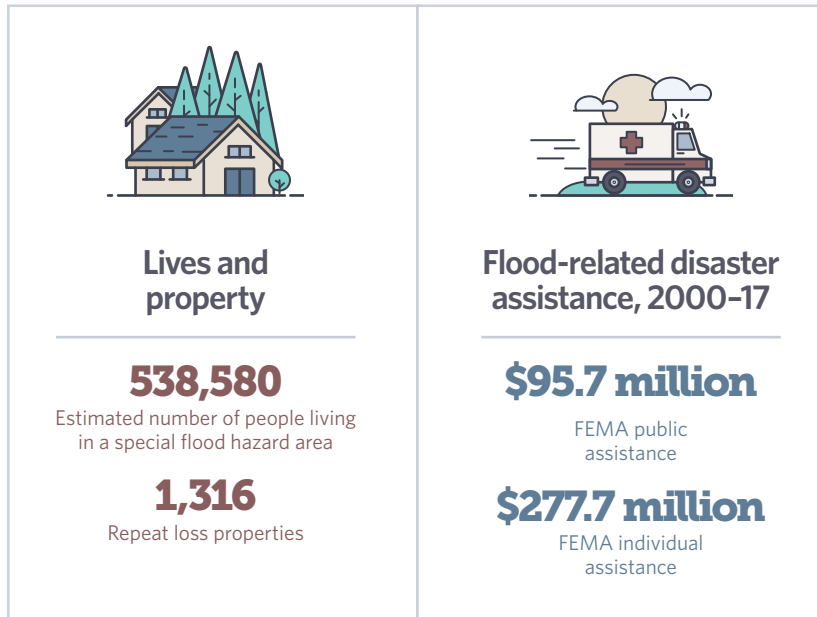 Lives and
property
538,580
Estimated number of people living
in a special flood hazard area
1,316
Repeat loss properties
Flood-related disaster
assistance, 2000–17
$95.7 million
FEMA public
assistance
$277.7 million
FEMA individual
assistance